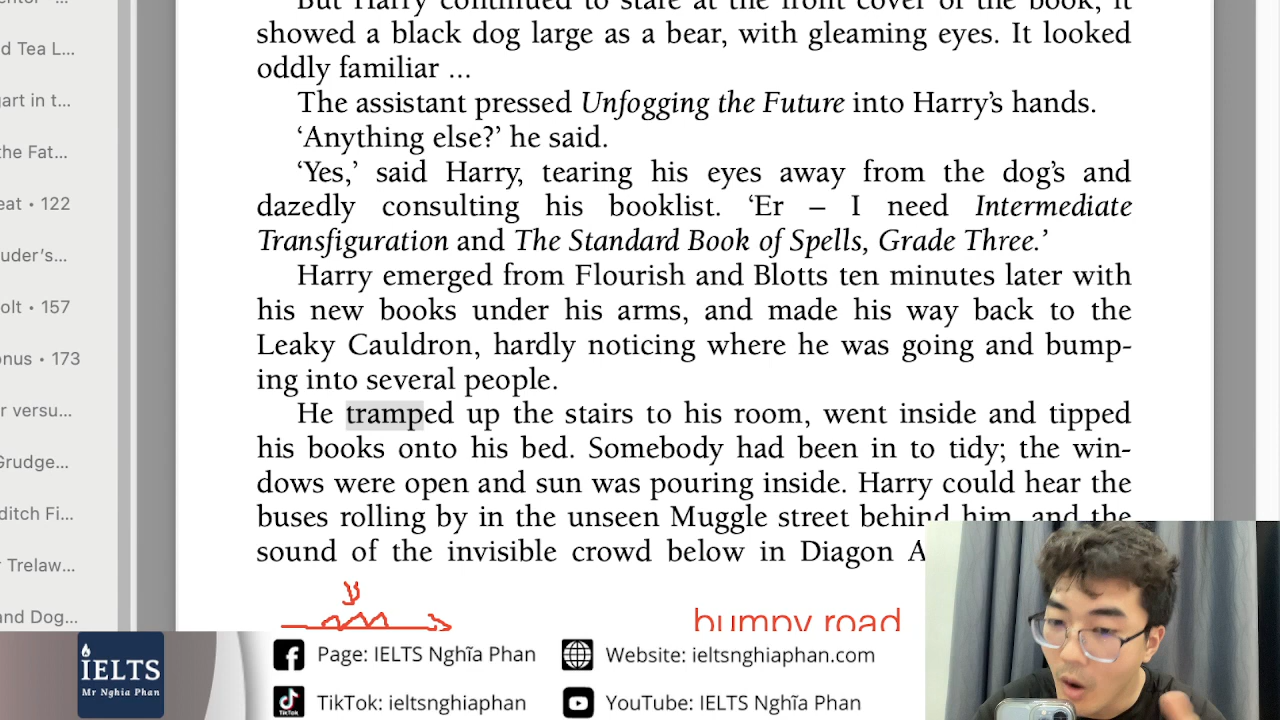 But Harry continued to stare at the front cover of the book; it
showed a black dog large as a bear, with gleaming eyes. It looked
oddly familiar ...
The assistant pressed Unfogging the Future into Harry’s hands.
‘Anything else?’ he said.
‘Yes,’ said Harry, tearing his eyes away from the dog’s and
dazedly consulting his booklist. ‘Er – I need Intermediate
Transfiguration and The Standard Book of Spells, Grade Three.’
Harry emerged from Flourish and Blotts ten minutes later with
his new books under his arms, and made his way back to the
Leaky Cauldron, hardly noticing where he was going and bump-
ing into several people.
He tramped up the stairs to his room, went inside and tipped
his books onto his bed. Somebody had been in to tidy; the win-
dows were open and sun was pouring inside. Harry could hear the
buses rolling by in the unseen Muggle street behind him, and the
sound of the invisible crowd below in Diagon A
bumpy road
d Tea L...
art in t...
the Fat...
eat • 122
uder’s...
olt • 157
onus • 173
r versu...
Grudge...
ditch Fi...
r Trelaw...
and Dog...
IELTS
Mr Nghia Phan
Page: IELTS Nghĩa Phan
Website: ieltsnghiaphan.com
TikTok
TikTok: ieltsnghiaphan
YouTube: IELTS Nghĩa Phan